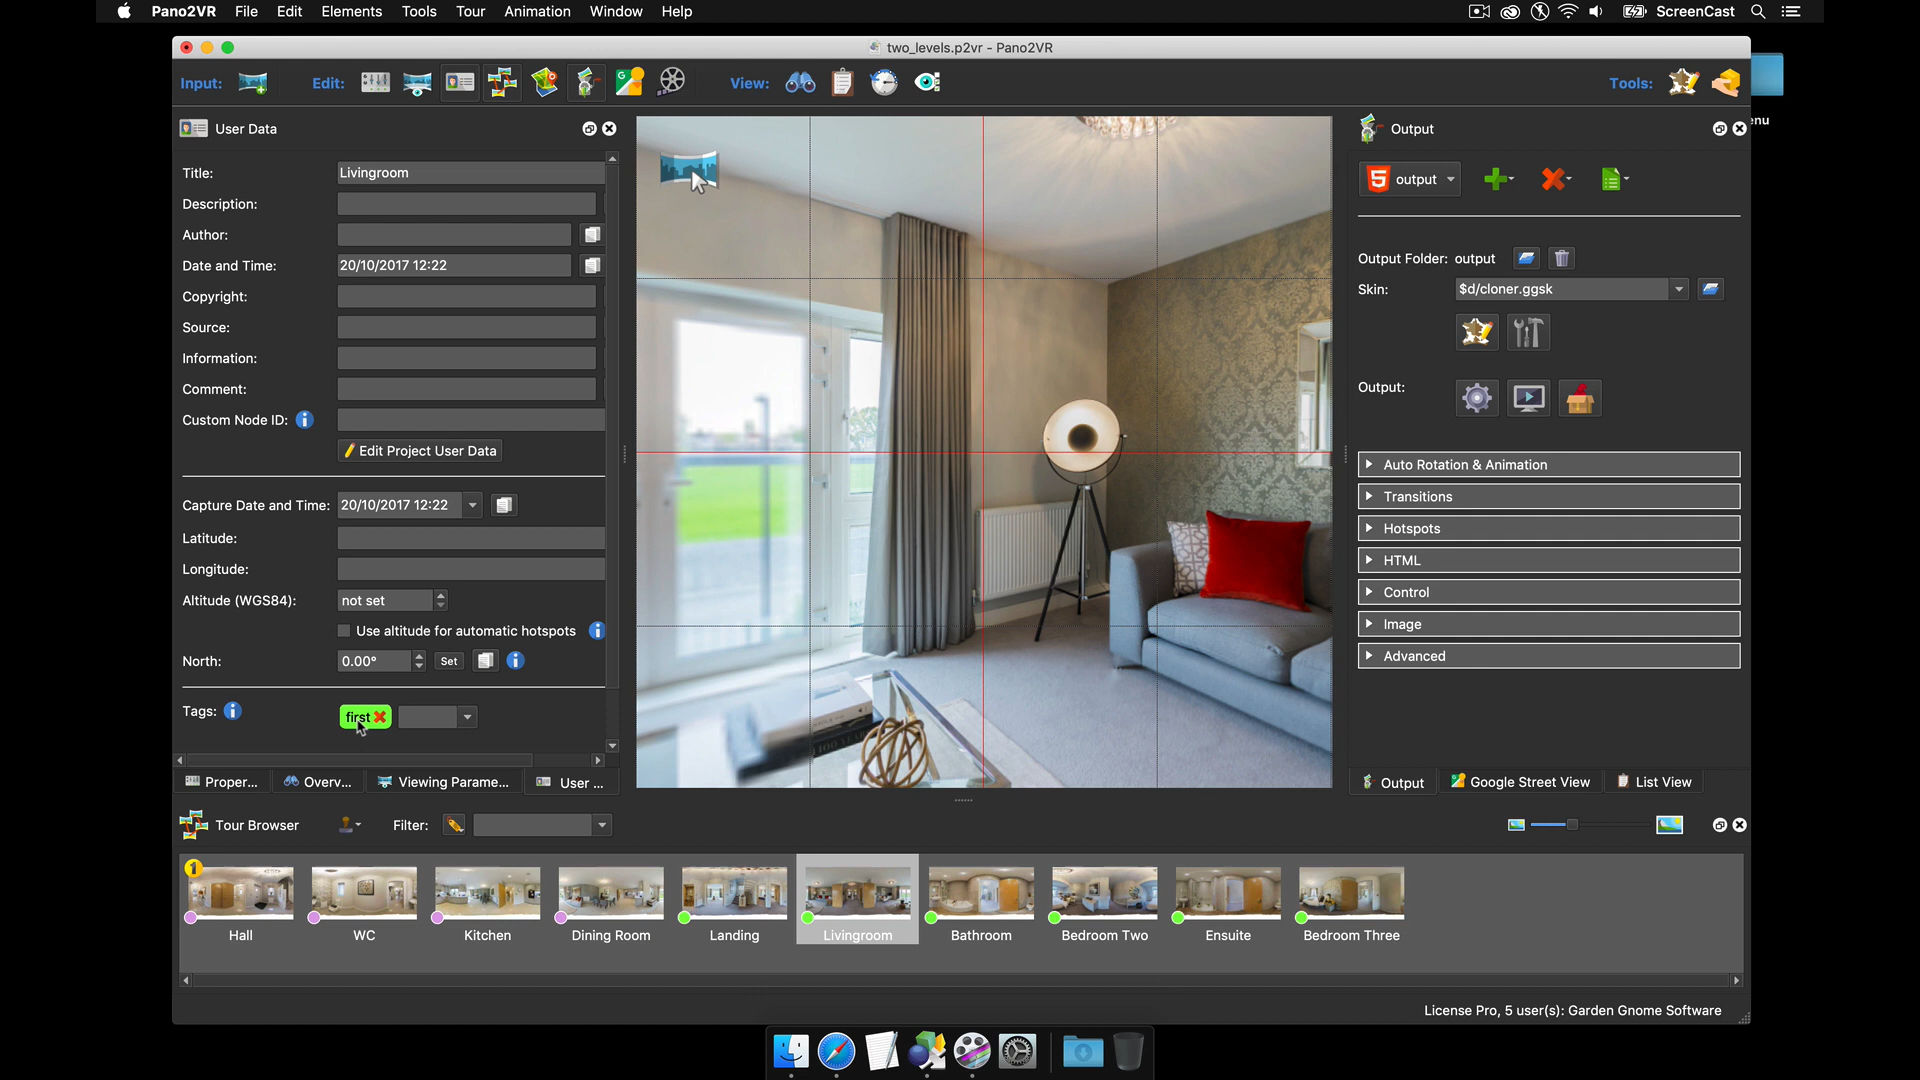 Pano2VR File Edit Elements Tools Tour Animation Window Help
ScreenCast
two_levels.p2vr - Pano2VR
Input: Edit: View: Tools:
User Data
Title: Livingroom
Description:
Author:
Date and Time: 20/10/2017 12:22
Copyright:
Source:
Information:
Comment:
Custom Node ID:
Edit Project User Data
Capture Date and Time: 20/10/2017 12:22
Latitude:
Longitude:
Altitude (WGS84): not set
Use altitude for automatic hotspots
North: 0.00° Set
Tags: first
Proper... Overv... Viewing Parame... User ...
Output
5 output
Output Folder: output
Skin: $d/cloner.ggsk
Output:
Auto Rotation & Animation
Transitions
Hotspots
HTML
Control
Image
Advanced
Output Google Street View List View
enu
Tour Browser Filter:
1
Hall WC Kitchen Dining Room Landing Livingroom Bathroom Bedroom Two Ensuite Bedroom Three
License Pro, 5 user(s): Garden Gnome Software